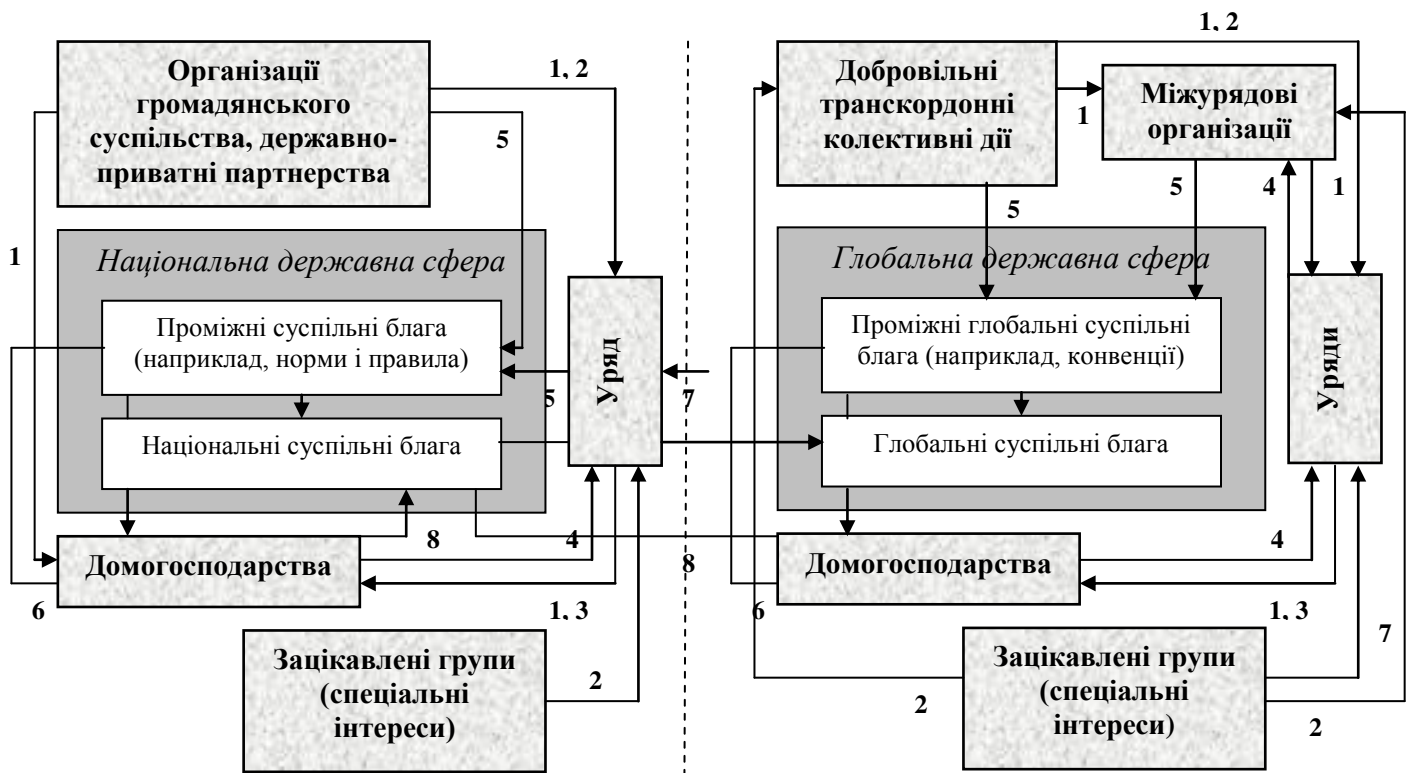 Організації
громадянського
суспільства, державно-
приватні партнерства
1, 2
5
1
Національна державна сфера
Проміжні суспільні блага
(наприклад, норми і правила)
Національні суспільні блага
Уряд
5
7
8
4
Домогосподарства
6
1, 3
Зацікавлені групи
(спеціальні
інтереси)
2
1, 2
Добровільні
транскордонні
колективні дії
1
Міжурядові
організації
5
5
4
1
Глобальна державна сфера
Проміжні глобальні суспільні
блага (наприклад, конвенції)
Глобальні суспільні блага
Уряди
8
Домогосподарства
4
6
1, 3
7
Зацікавлені групи
(спеціальні
інтереси)
2
2